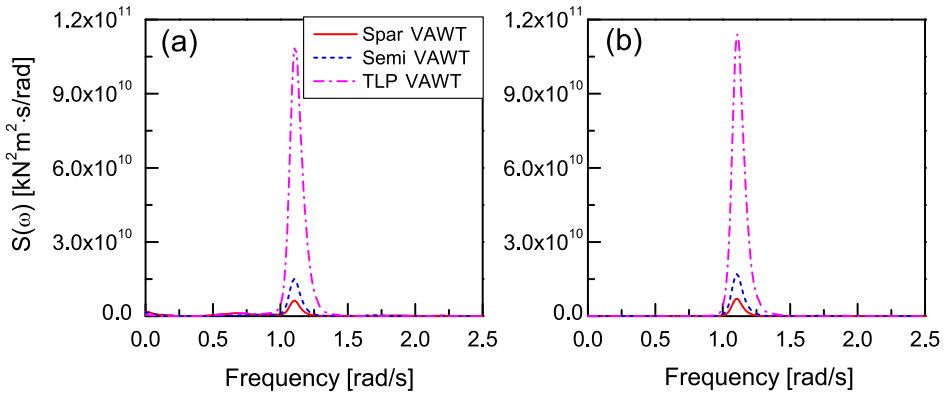 1.2x10^11
9.0x10^10
6.0x10^10
3.0x10^10
0.0
S(ω) [kN²m²·s/rad]
(a)
Spar VAWT
Semi VAWT
TLP VAWT
0.0 0.5 1.0 1.5 2.0 2.5
Frequency [rad/s]
1.2x10^11
9.0x10^10
6.0x10^10
3.0x10^10
0.0
(b)
0.0 0.5 1.0 1.5 2.0 2.5
Frequency [rad/s]